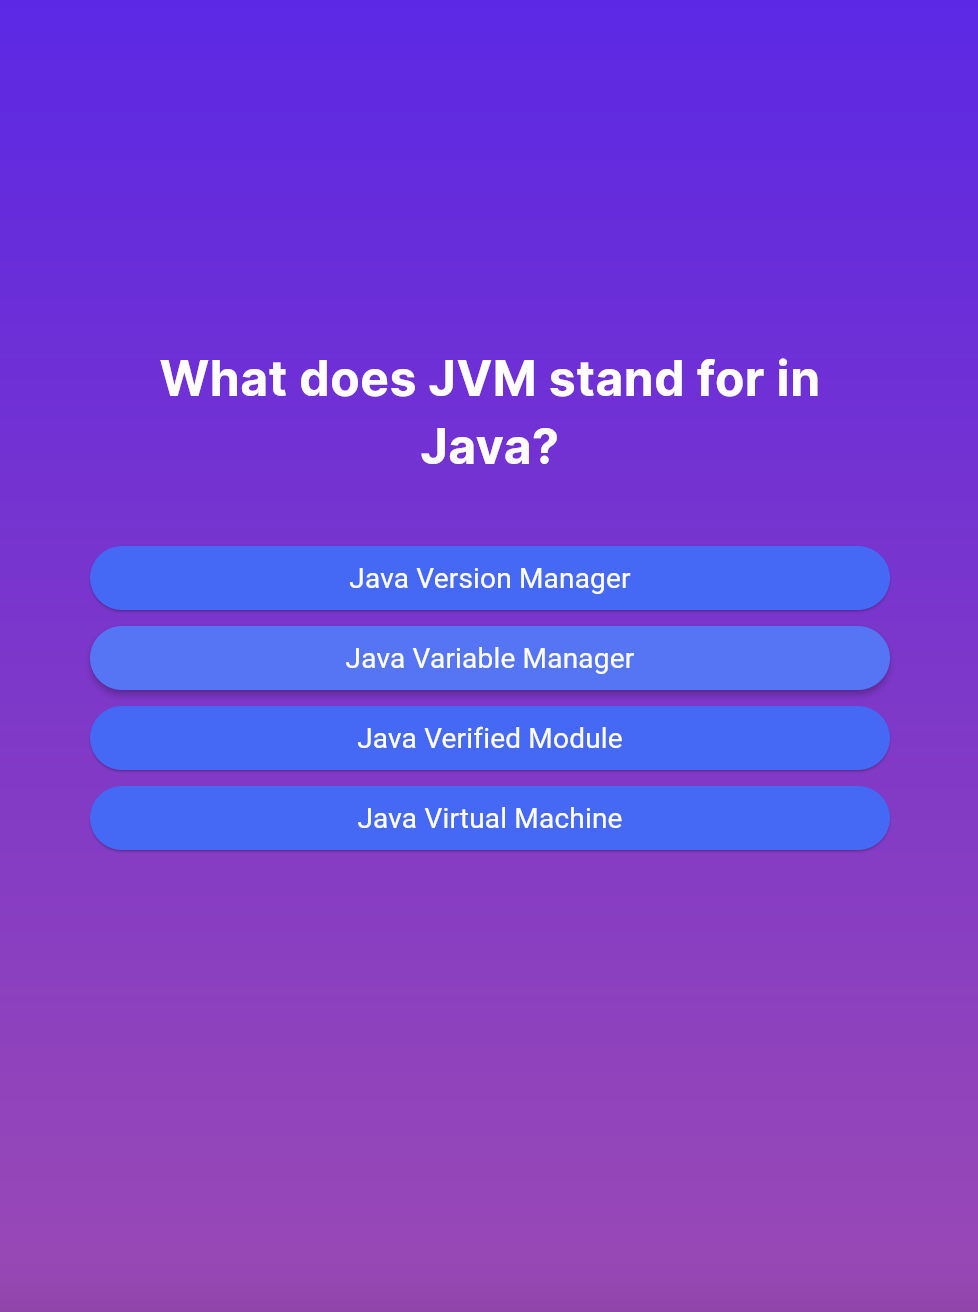 What does JVM stand for in
Java?
Java Version Manager
Java Variable Manager
Java Verified Module
Java Virtual Machine